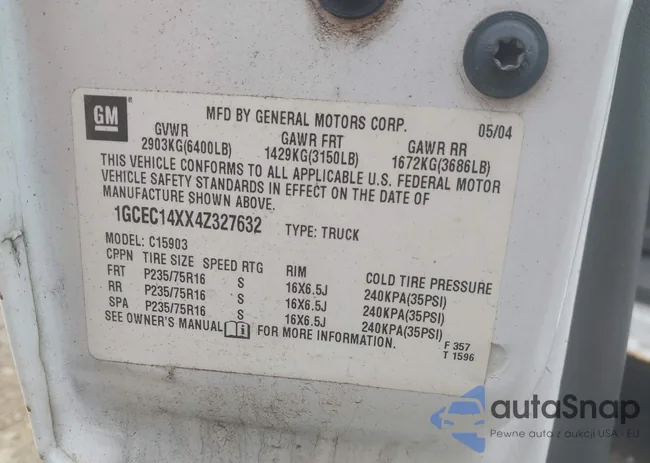 GM
MFD BY GENERAL MOTORS CORP. 05/04
GVWR GAWR FRT GAWR RR
2903KG(6400LB) 1429KG(3150LB) 1672KG(3686LB)
THIS VEHICLE CONFORMS TO ALL APPLICABLE U.S. FEDERAL MOTOR
VEHICLE SAFETY STANDARDS IN EFFECT ON THE DATE OF
MANUFACTURE SHOWN ABOVE.
1GCEC14XX4Z327632 TYPE: TRUCK
MODEL: C15903
CPPN TIRE SIZE SPEED RTG RIM COLD TIRE PRESSURE
FRT P235/75R16 S 16X6.5J 240KPA(35PSI)
RR P235/75R16 S 16X6.5J 240KPA(35PSI)
SPA P235/75R16 S 16X6.5J 240KPA(35PSI)
SEE OWNER'S MANUAL FOR MORE INFORMATION.
F 357
T 1596
autoSnap
Pewne auto z aukcji USA - EU